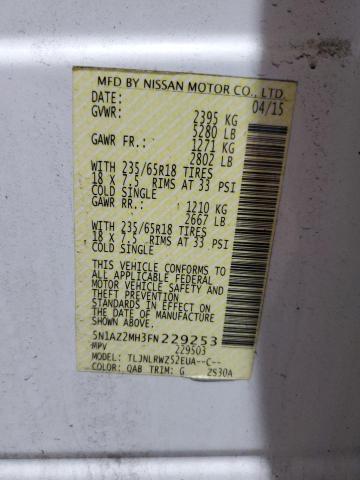 MFD BY NISSAN MOTOR CO., LTD.
DATE: 04/15
GVWR: 2395 KG
5280 LB
GAWR FR.: 1271 KG
2802 LB
WITH 235/65R18 TIRES
18 X 7.5 RIMS AT 33 PSI
COLD SINGLE
GAWR RR.: 1210 KG
2667 LB
WITH 235/65R18 TIRES
18 X 7.5 RIMS AT 33 PSI
COLD SINGLE
THIS VEHICLE CONFORMS TO
ALL APPLICABLE FEDERAL
MOTOR VEHICLE SAFETY AND
THEFT PREVENTION
STANDARDS IN EFFECT ON
THE DATE OF MANUFACTURE
SHOWN ABOVE.
5N1AZ2MH3FN229253
MPV 229503
MODEL: TLJNLRWZ52EUA--C--
COLOR: QAB TRIM: G 2S30A